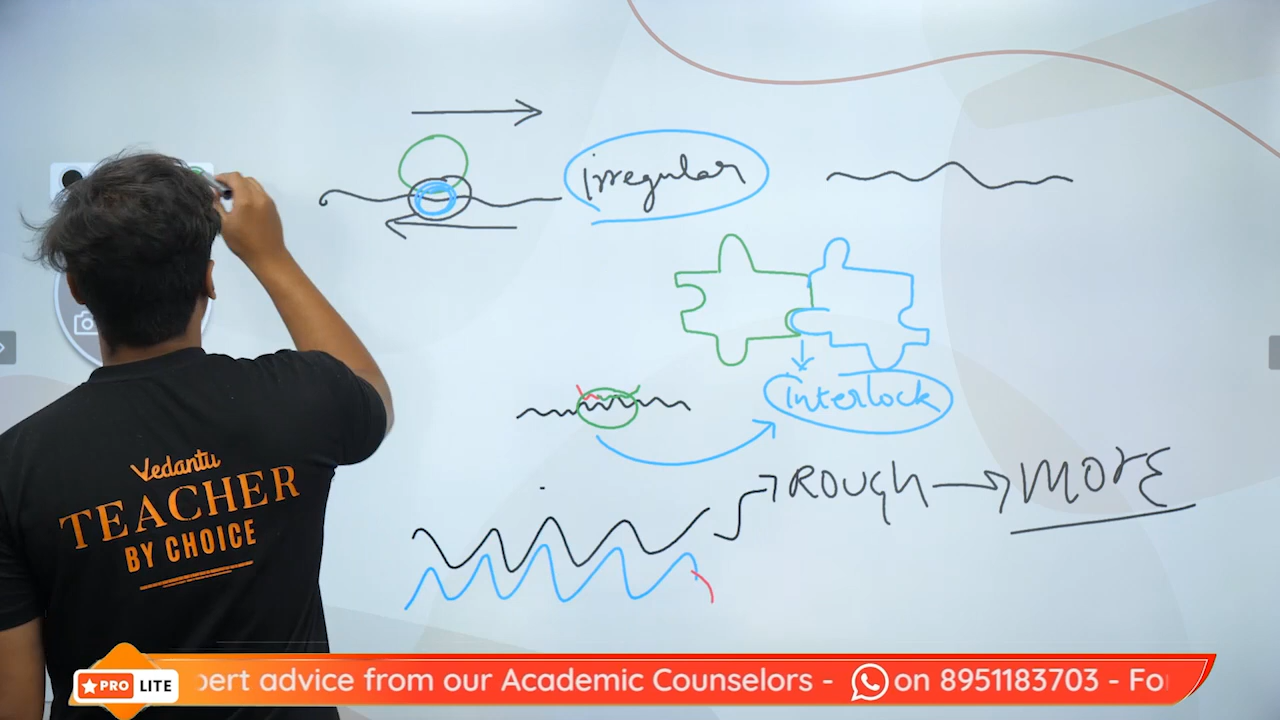 irregular
interlock
ROUGH → MORE
Vedantu
TEACHER
BY CHOICE
PRO LITE
pert advice from our Academic Counselors - on 8951183703 - Fo